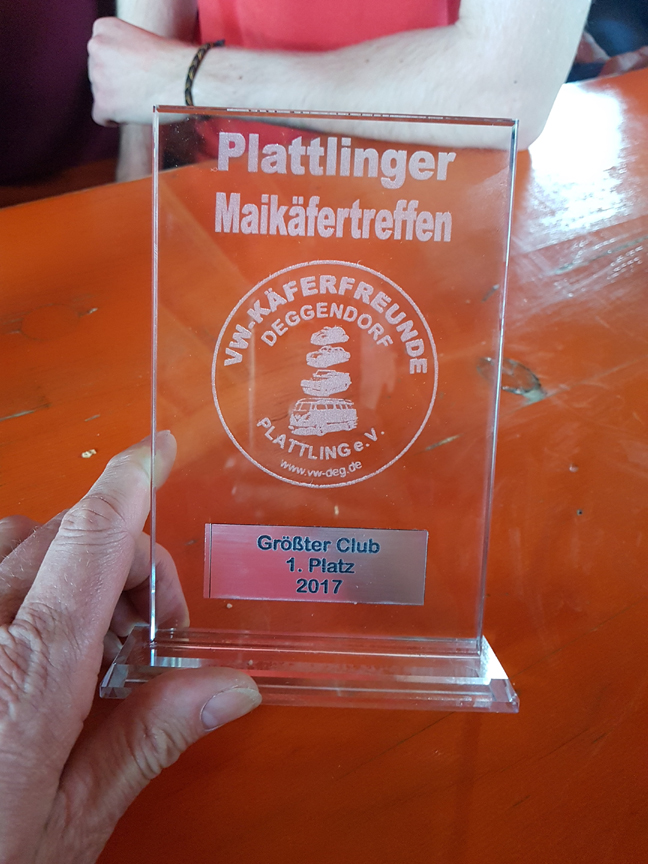 Plattlinger
Maikäfertreffen
VW-KÄFERFREUNDE
DEGGENDORF
PLATTLING e.V.
www.vw-deg.de
Größter Club
1. Platz
2017